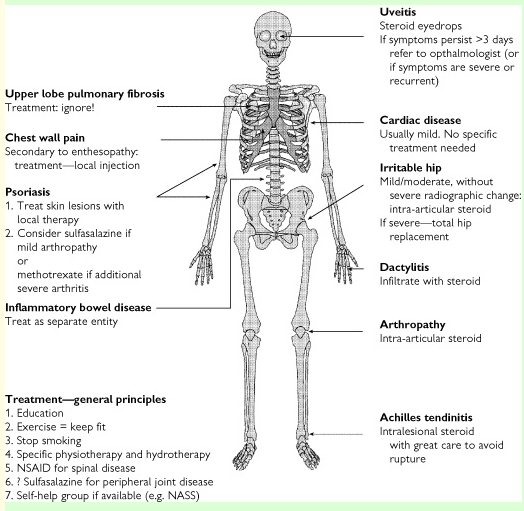 Uveitis
Steroid eyedrops
If symptoms persist >3 days
refer to opthalmologist (or
if symptoms are severe or
recurrent)
Upper lobe pulmonary fibrosis
Treatment: ignore!
Chest wall pain
Secondary to enthesopathy:
treatment—local injection
Psoriasis
1. Treat skin lesions with
local therapy
2. Consider sulfasalazine if
mild arthropathy
or
methotrexate if additional
severe arthritis
Inflammatory bowel disease
Treat as separate entity
Cardiac disease
Usually mild. No specific
treatment needed
Irritable hip
Mild/moderate, without
severe radiographic change:
intra-articular steroid
If severe—total hip
replacement
Dactylitis
Infiltrate with steroid
Arthropathy
Intra-articular steroid
Achilles tendinitis
Intralesional steroid
with great care to avoid
rupture
Treatment—general principles
1. Education
2. Exercise = keep fit
3. Stop smoking
4. Specific physiotherapy and hydrotherapy
5. NSAID for spinal disease
6. ? Sulfasalazine for peripheral joint disease
7. Self-help group if available (e.g. NASS)